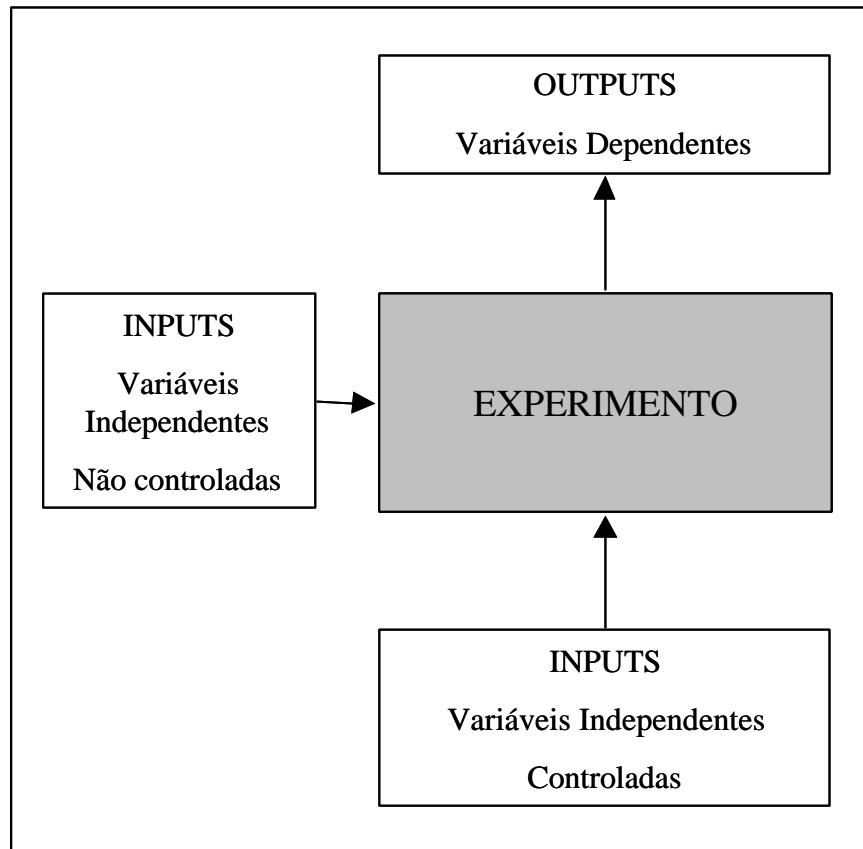 OUTPUTS
Variáveis Dependentes
INPUTS
Variáveis
Independentes
Não controladas
EXPERIMENTO
INPUTS
Variáveis Independentes
Controladas